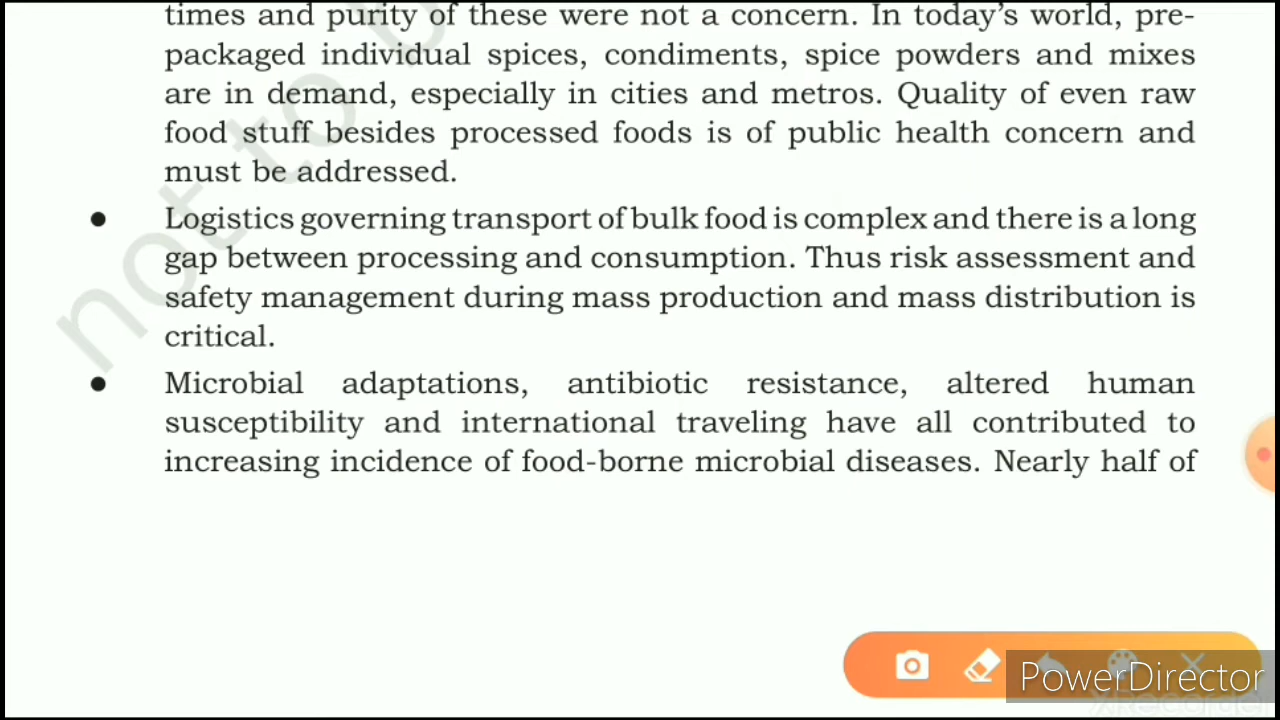 times and purity of these were not a concern. In today's world, pre-
packaged individual spices, condiments, spice powders and mixes
are in demand, especially in cities and metros. Quality of even raw
food stuff besides processed foods is of public health concern and
must be addressed.
● Logistics governing transport of bulk food is complex and there is a long
gap between processing and consumption. Thus risk assessment and
safety management during mass production and mass distribution is
critical.
● Microbial adaptations, antibiotic resistance, altered human
susceptibility and international traveling have all contributed to
increasing incidence of food-borne microbial diseases. Nearly half of
not to b
PowerDirector
XRecorder